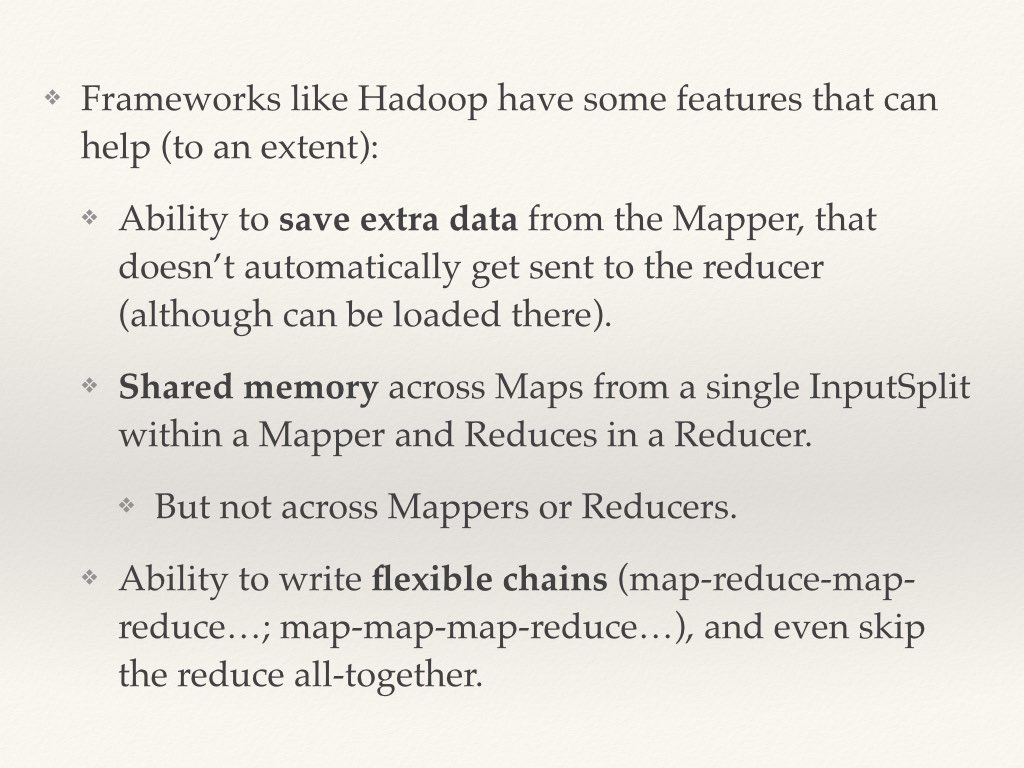 Frameworks like Hadoop have some features that can
help (to an extent):
Ability to save extra data from the Mapper, that
doesn’t automatically get sent to the reducer
(although can be loaded there).
Shared memory across Maps from a single InputSplit
within a Mapper and Reduces in a Reducer.
But not across Mappers or Reducers.
Ability to write flexible chains (map-reduce-map-
reduce…; map-map-map-reduce…), and even skip
the reduce all-together.